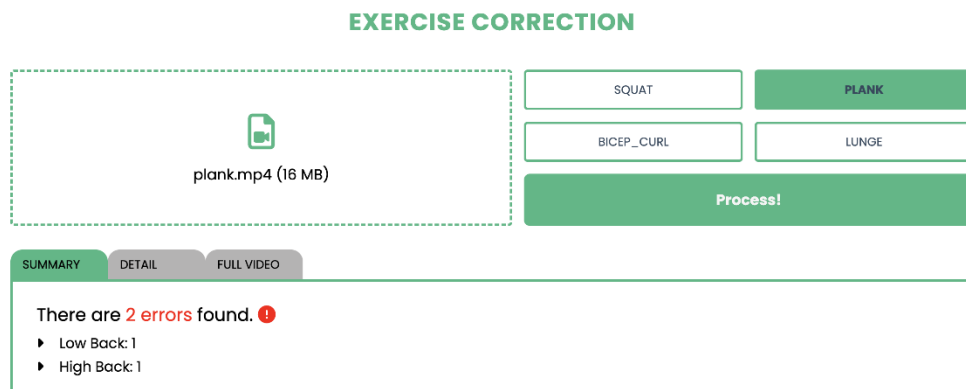 EXERCISE CORRECTION
plank.mp4 (16 MB)
SQUAT
PLANK
BICEP_CURL
LUNGE
Process!
SUMMARY
DETAIL
FULL VIDEO
There are 2 errors found.
Low Back: 1
High Back: 1